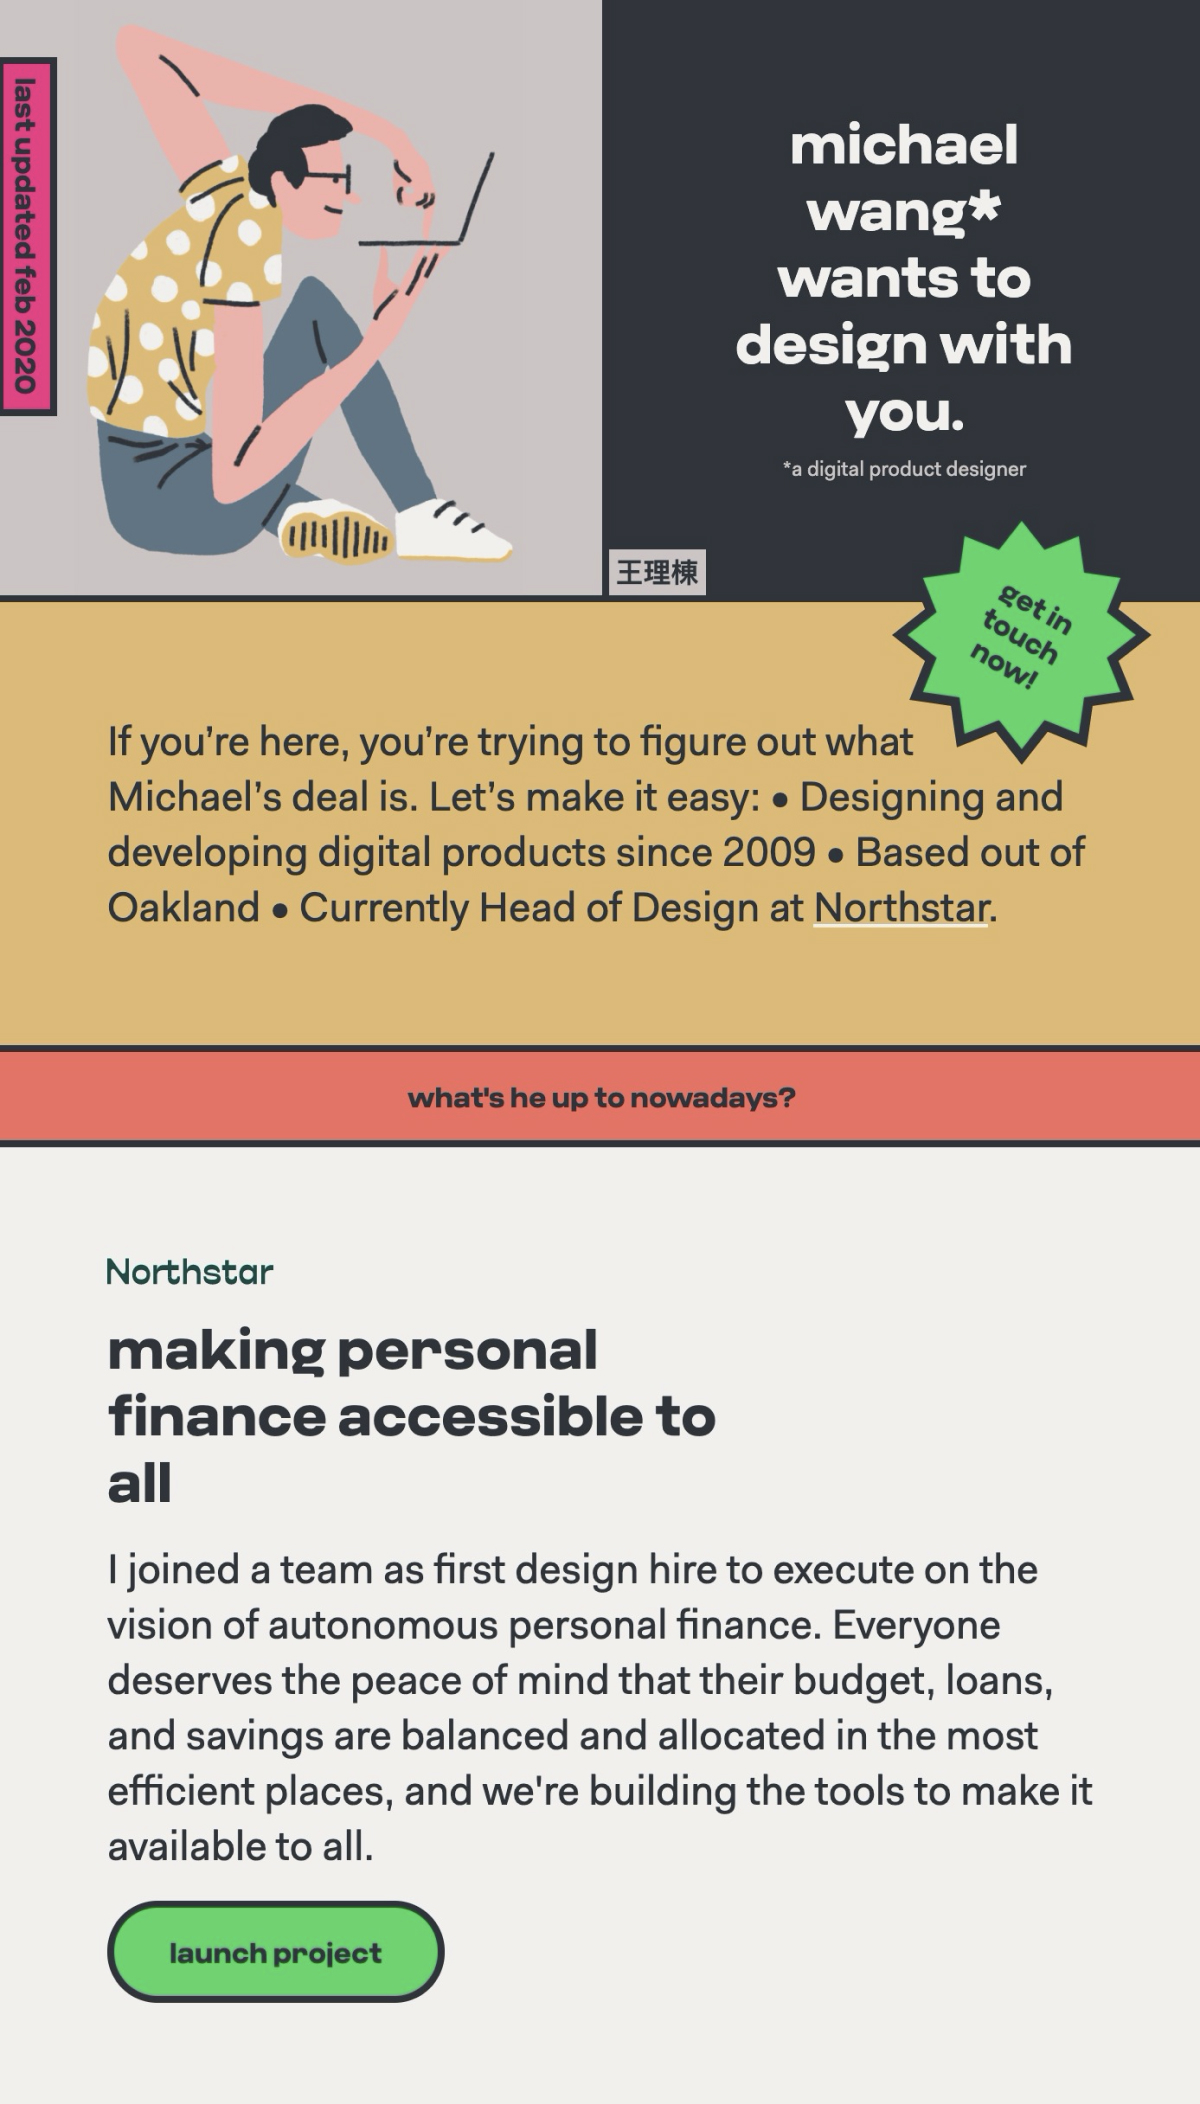 last updated feb 2020
michael
wang*
wants to
design with
you.
*a digital product designer
王理棟
get in
touch
now!
If you’re here, you’re trying to figure out what
Michael’s deal is. Let’s make it easy: ● Designing and
developing digital products since 2009 ● Based out of
Oakland ● Currently Head of Design at Northstar.
what's he up to nowadays?
Northstar
making personal
finance accessible to
all
I joined a team as first design hire to execute on the
vision of autonomous personal finance. Everyone
deserves the peace of mind that their budget, loans,
and savings are balanced and allocated in the most
efficient places, and we're building the tools to make it
available to all.
launch project